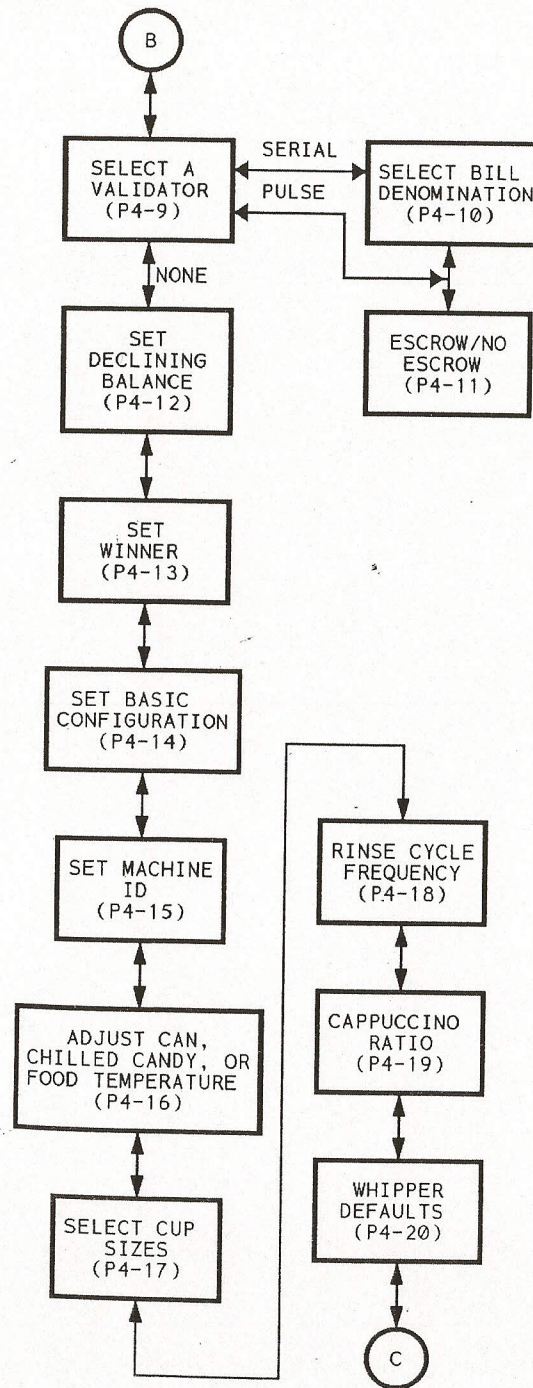 B
SELECT A
VALIDATOR
(P4-9)
SERIAL
PULSE
SELECT BILL
DENOMINATION
(P4-10)
NONE
ESCROW/NO
ESCROW
(P4-11)
SET
DECLINING
BALANCE
(P4-12)
SET
WINNER
(P4-13)
SET BASIC
CONFIGURATION
(P4-14)
SET MACHINE
ID
(P4-15)
ADJUST CAN,
CHILLED CANDY, OR
FOOD TEMPERATURE
(P4-16)
SELECT CUP
SIZES
(P4-17)
RINSE CYCLE
FREQUENCY
(P4-18)
CAPPUCCINO
RATIO
(P4-19)
WHIPPER
DEFAULTS
(P4-20)
C